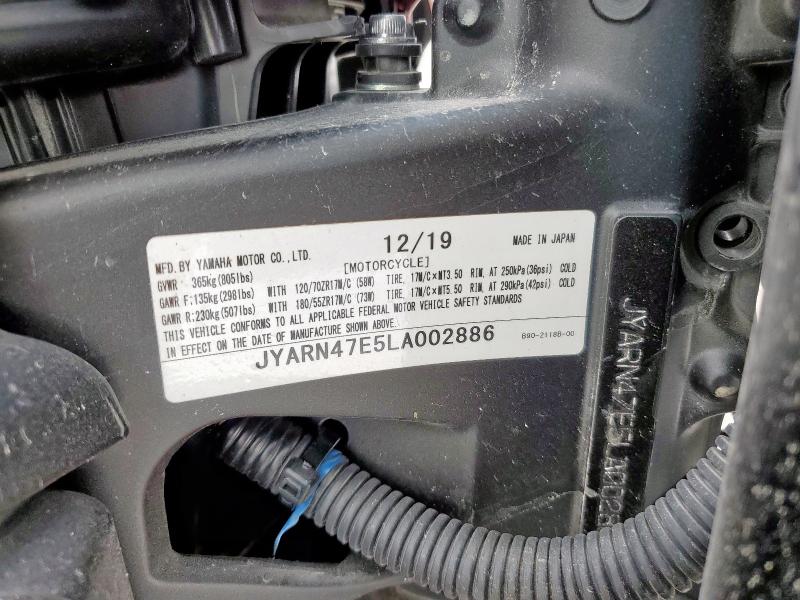 12/19 MADE IN JAPAN
MFD.BY YAMAHA MOTOR CO.,LTD.
[MOTORCYCLE]
GVWR : 365kg(805lbs)
GAWR F:135kg(298lbs) WITH 120/70ZR17M/C (58W) TIRE, 17M/C×MT3.50 RIM, AT 250kPa(36psi) COLD
GAWR R:230kg(507lbs) WITH 180/55ZR17M/C (73W) TIRE, 17M/C×MT5.50 RIM, AT 290kPa(42psi) COLD
THIS VEHICLE CONFORMS TO ALL APPLICABLE FEDERAL MOTOR VEHICLE SAFETY STANDARDS
IN EFFECT ON THE DATE OF MANUFACTURE SHOWN ABOVE.
JYARN47E5LA002886 B90-2118B-00
JYARN47E5LA0028